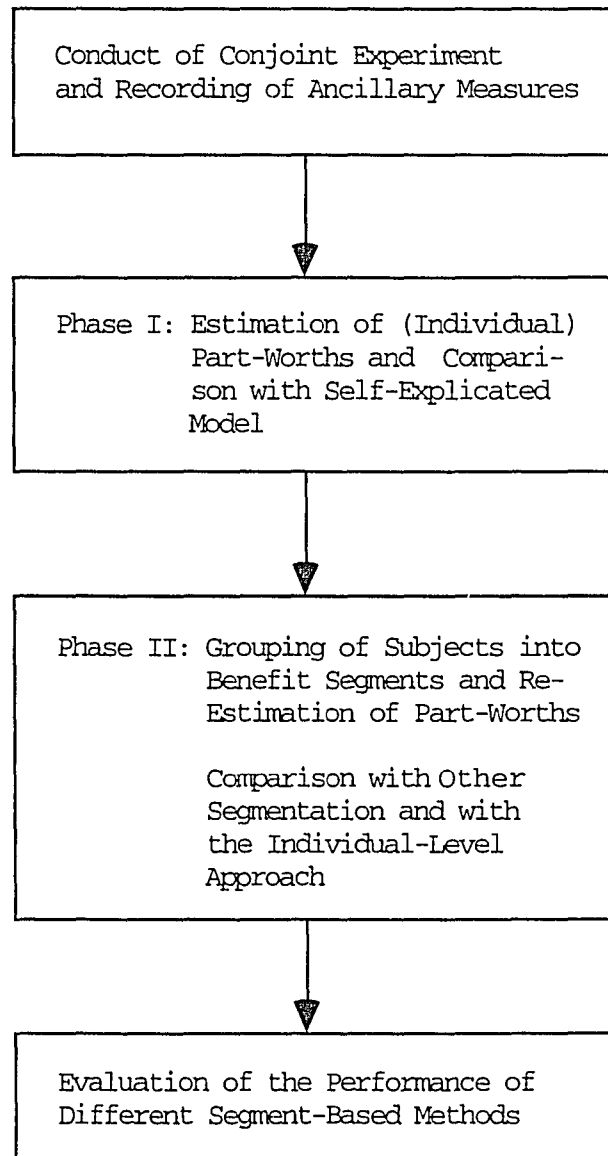 Conduct of Conjoint Experiment
and Recording of Ancillary Measures
Phase I: Estimation of (Individual)
Part-Worths and Compari-
son with Self-Explicated
Model
Phase II: Grouping of Subjects into
Benefit Segments and Re-
Estimation of Part-Worths
Comparison with Other
Segmentation and with
the Individual-Level
Approach
Evaluation of the Performance of
Different Segment-Based Methods